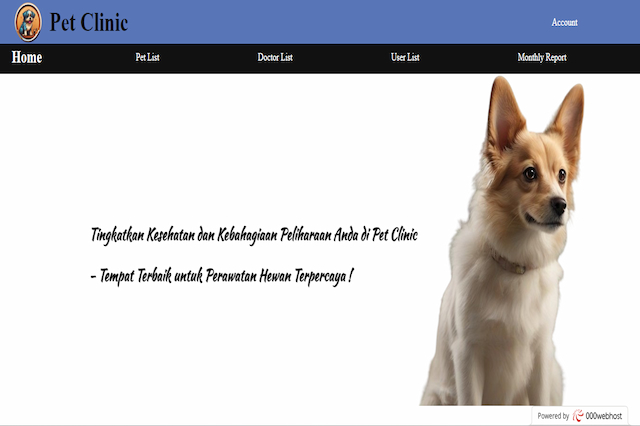 Pet Clinic
Account
Home
Pet List
Doctor List
User List
Monthly Report
Tingkatkan Kesehatan dan Kebahagiaan Peliharaan Anda di Pet Clinic
- Tempat Terbaik untuk Perawatan Hewan Terpercaya !
Powered by 000webhost